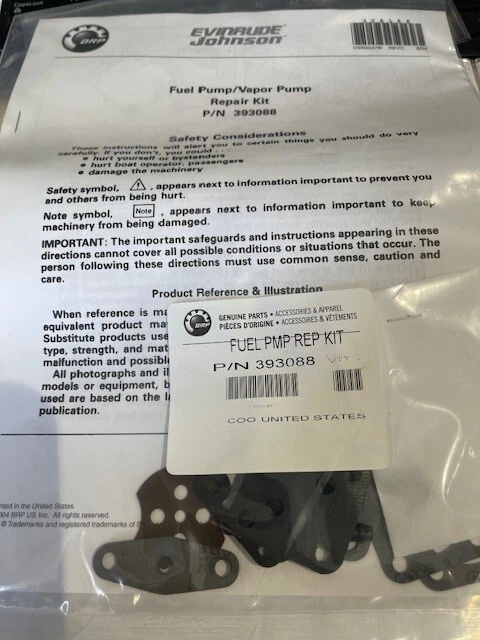 CapsLock
BRP
EVINRUDE
Johnson
Fuel Pump/Vapor Pump
Repair Kit
P/N 393088
Safety Considerations
These instructions will alert you to certain things you should do very
carefully. If you don't, you could . . .
● hurt yourself or bystanders
● hurt boat operator, passengers
● damage the machinery
Safety symbol, ⚠, appears next to information important to prevent you
and others from being hurt.
Note symbol, Note , appears next to information important to keep
machinery from being damaged.
IMPORTANT: The important safeguards and instructions appearing in these
directions cannot cover all possible conditions or situations that occur. The
person following these directions must use common sense, caution and
care.
Product Reference & Illustration
When reference is ma
equivalent product ma
Substitute products use
type, strength, and mat
malfunction and possibl
All photographs and il
models or equipment, b
used are based on the l
publication.
BRP
GENUINE PARTS • ACCESSORIES & APPAREL
PIÈCES D'ORIGINE • ACCESSOIRES & VÊTEMENTS
FUEL PMP REP KIT
P/N 393088 QTY 1
COO UNITED STATES
nted in the United States.
04 BRP US Inc. All rights reserved.
® Trademarks and registered trademarks of B